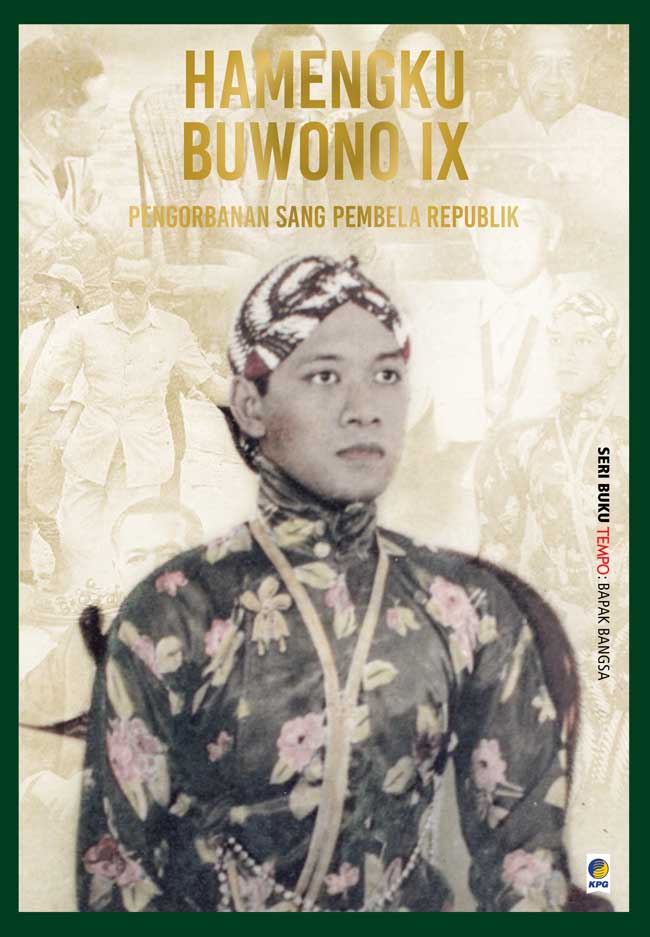 HAMENGKU
BUWONO IX
PENGORBANAN SANG PEMBELA REPUBLIK
SERI BUKU TEMPO: BAPAK BANGSA
KPG